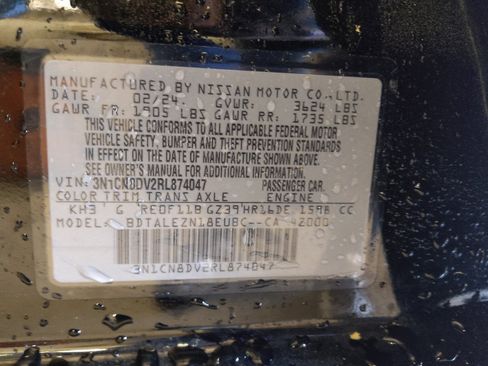 MANUFACTURED BY NISSAN MOTOR CO.,LTD.
DATE: 02/24. GVWR: 3624 LBS
GAWR FR: 1905 LBS GAWR RR: 1735 LBS
THIS VEHICLE CONFORMS TO ALL APPLICABLE FEDERAL MOTOR
VEHICLE SAFETY, BUMPER AND THEFT PREVENTION STANDARDS
IN EFFECT ON THE DATE OF MANUFACTURE SHOWN ABOVE.
SEE OWNER'S MANUAL FOR ADDITIONAL INFORMATION.
VIN: 3N1CN8DV2RL874047 PASSENGER CAR.
COLOR TRIM TRANS AXLE ENGINE
KH3 G RE0F11B GZ39 HR16DE 1598 CC
MODEL: BDTALEZN18EUBC--CA-42000
3N1CN8DV2RL874047